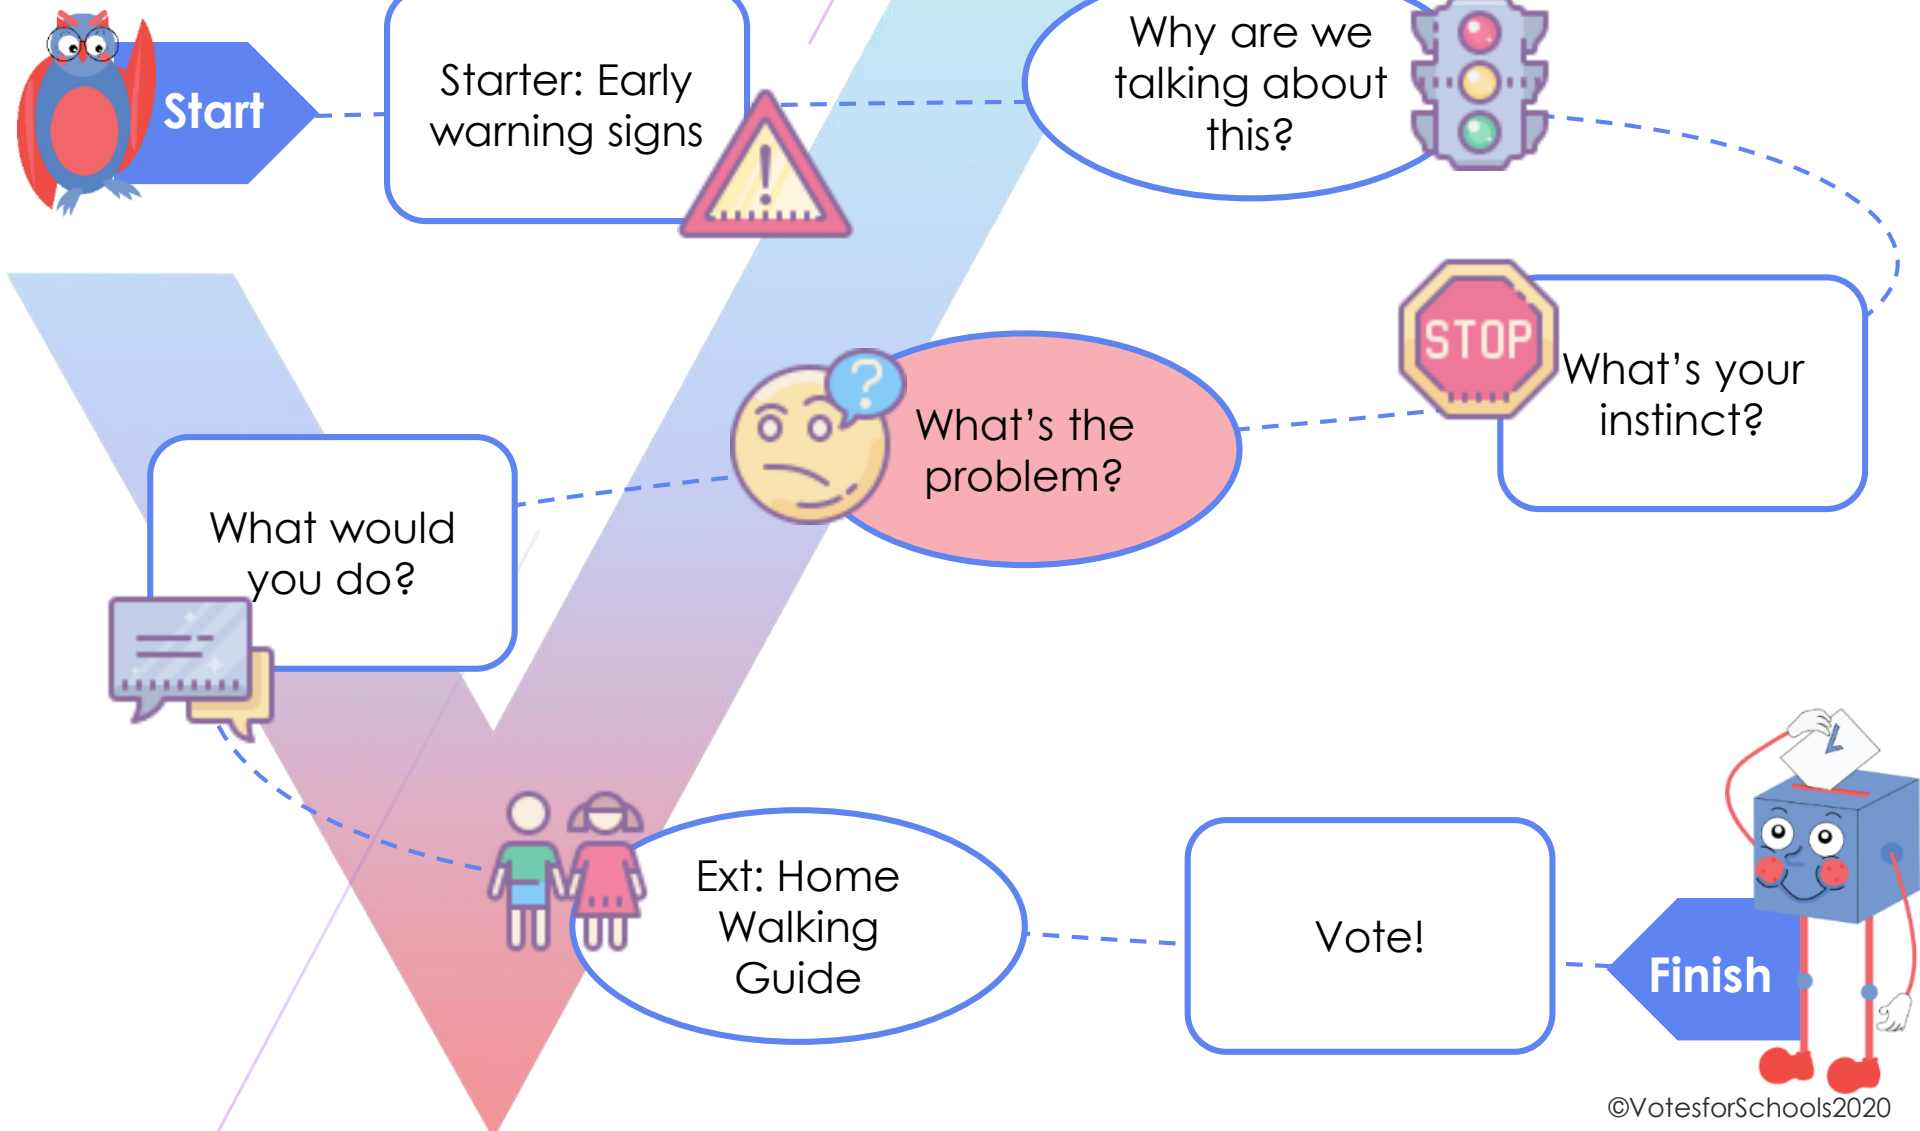 Start
Starter: Early
warning signs
Why are we
talking about
this?
STOP
What's your
instinct?
?
What's the
problem?
What would
you do?
Ext: Home
Walking
Guide
Vote!
Finish
©VotesforSchools2020